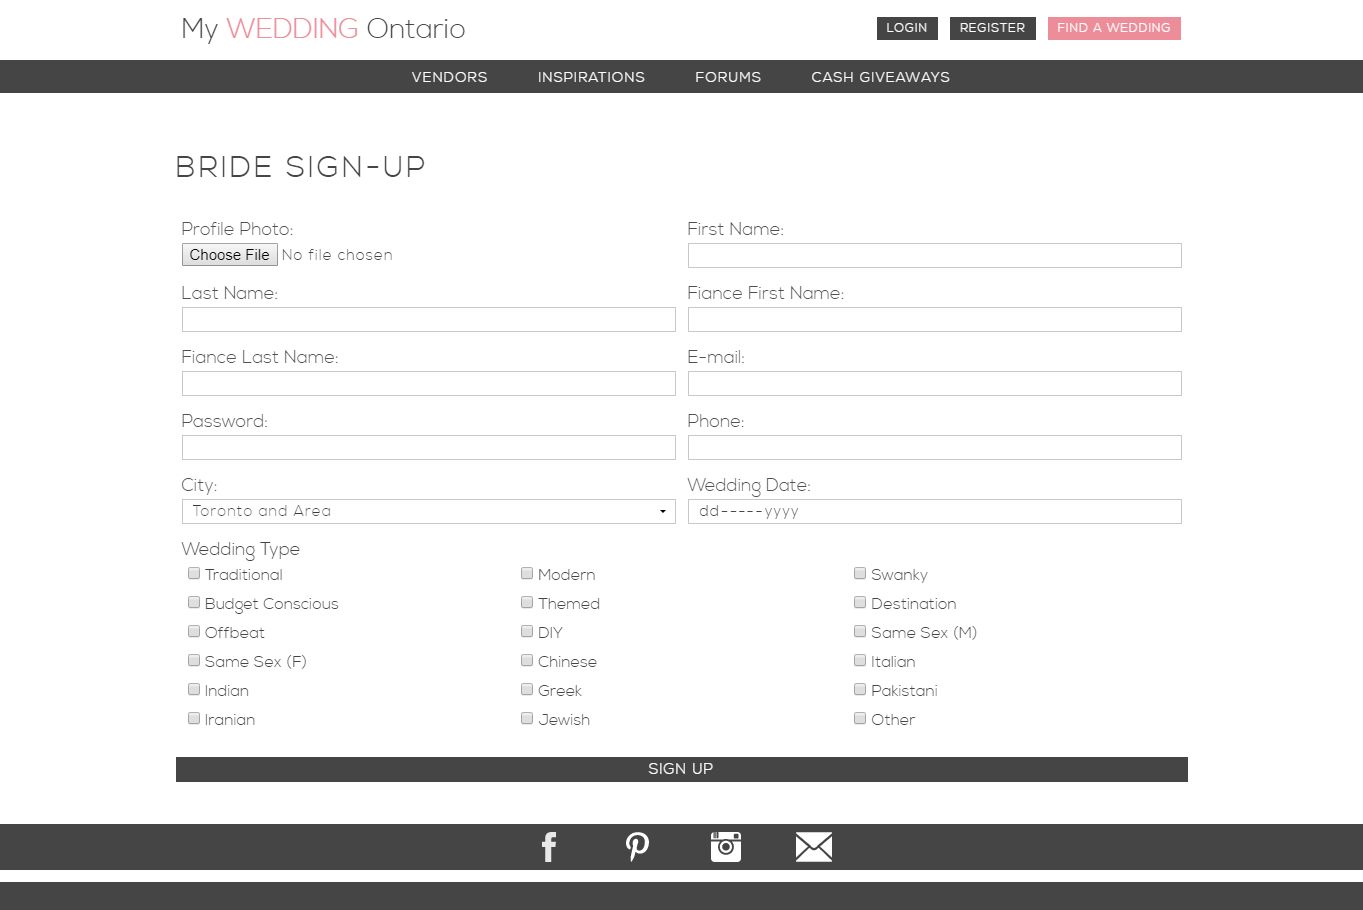 My WEDDING Ontario
LOGIN REGISTER FIND A WEDDING
VENDORS INSPIRATIONS FORUMS CASH GIVEAWAYS
BRIDE SIGN-UP
Profile Photo: First Name:
Choose File No file chosen
Last Name: Fiance First Name:
Fiance Last Name: E-mail:
Password: Phone:
City: Wedding Date:
Toronto and Area dd-----yyyy
Wedding Type
Traditional Modern Swanky
Budget Conscious Themed Destination
Offbeat DIY Same Sex (M)
Same Sex (F) Chinese Italian
Indian Greek Pakistani
Iranian Jewish Other
SIGN UP